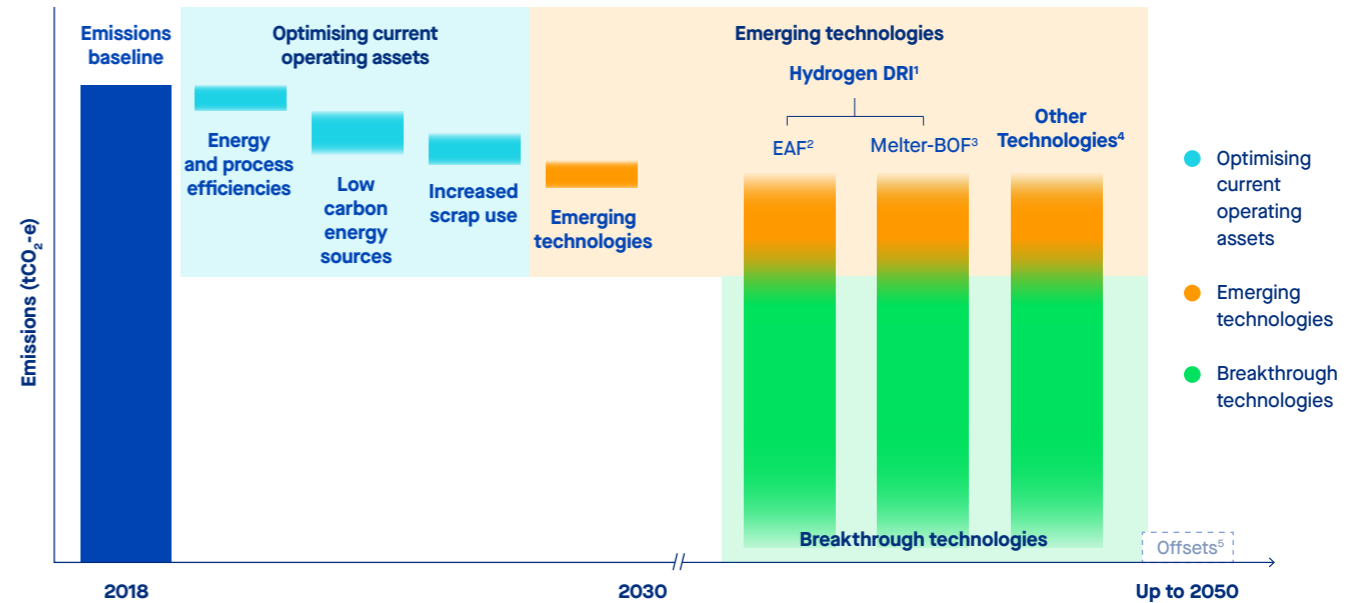 Emissions
baseline
Optimising current
operating assets
Emerging technologies
Hydrogen DRI¹
EAF²
Melter-BOF³
Other
Technologies⁴
Energy
and process
efficiencies
Low
carbon
energy
sources
Increased
scrap use
Emerging
technologies
Breakthrough technologies
Offsets⁵
Emissions (tCO₂-e)
2018
2030
Up to 2050
Optimising
current
operating
assets
Emerging
technologies
Breakthrough
technologies